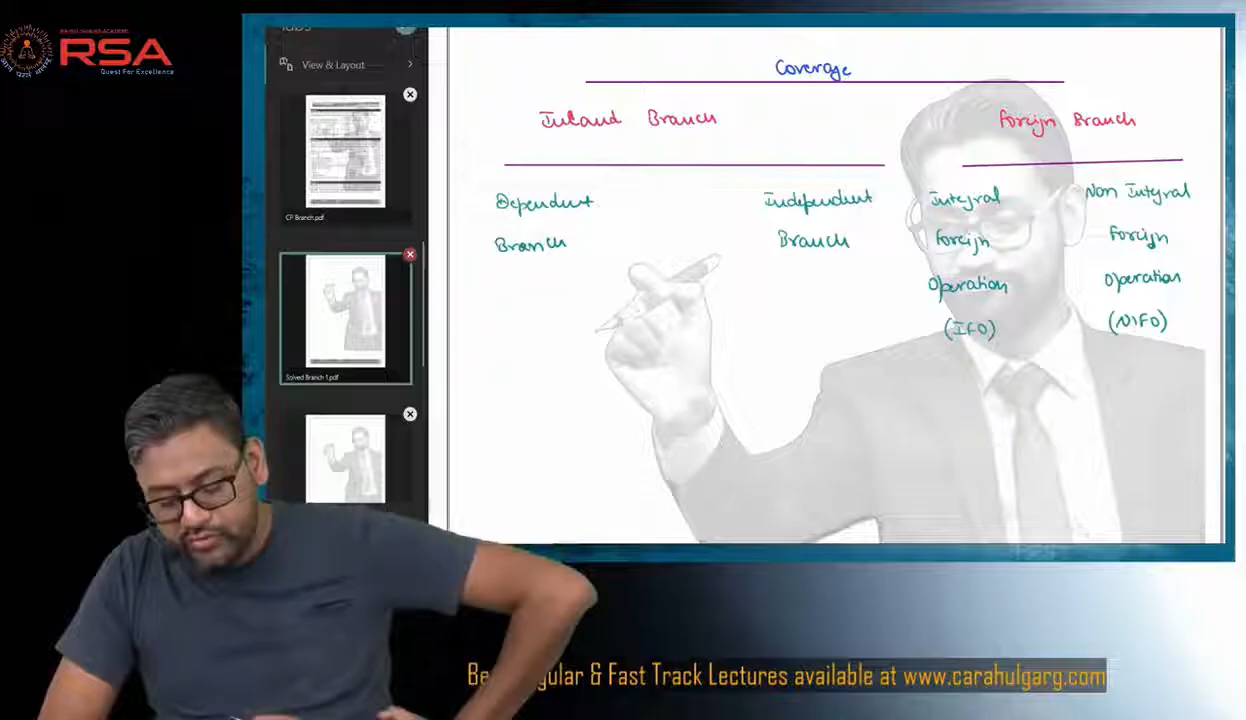 RSA
Quest For Excellence
View & Layout
CP Branch.pdf
Solved Branch 1.pdf
Coverage
Inland Branch
Foreign Branch
Dependent
Branch
Independent
Branch
Integral
Foreign
Operation
(IFO)
Non Integral
Foreign
Operation
(NIFO)
gular & Fast Track Lectures available at www.carahulgarg.com